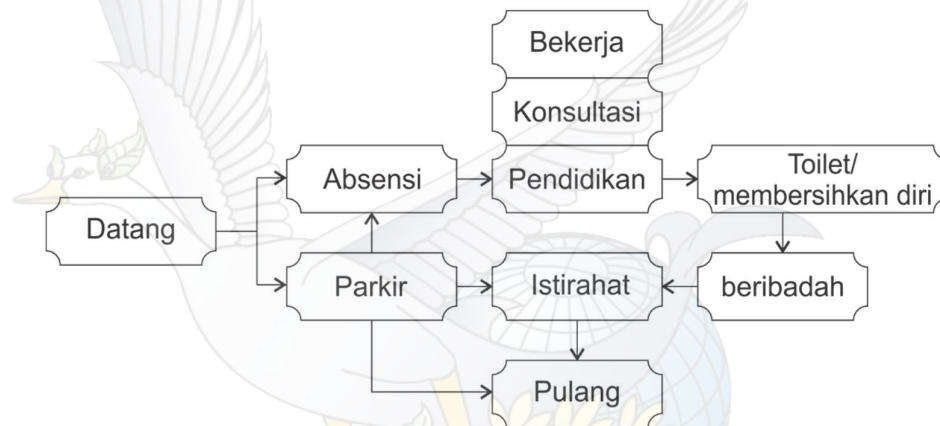 Bekerja
Konsultasi
Absensi
Pendidikan
Toilet/
membersihkan diri
Datang
Parkir
Istirahat
beribadah
Pulang